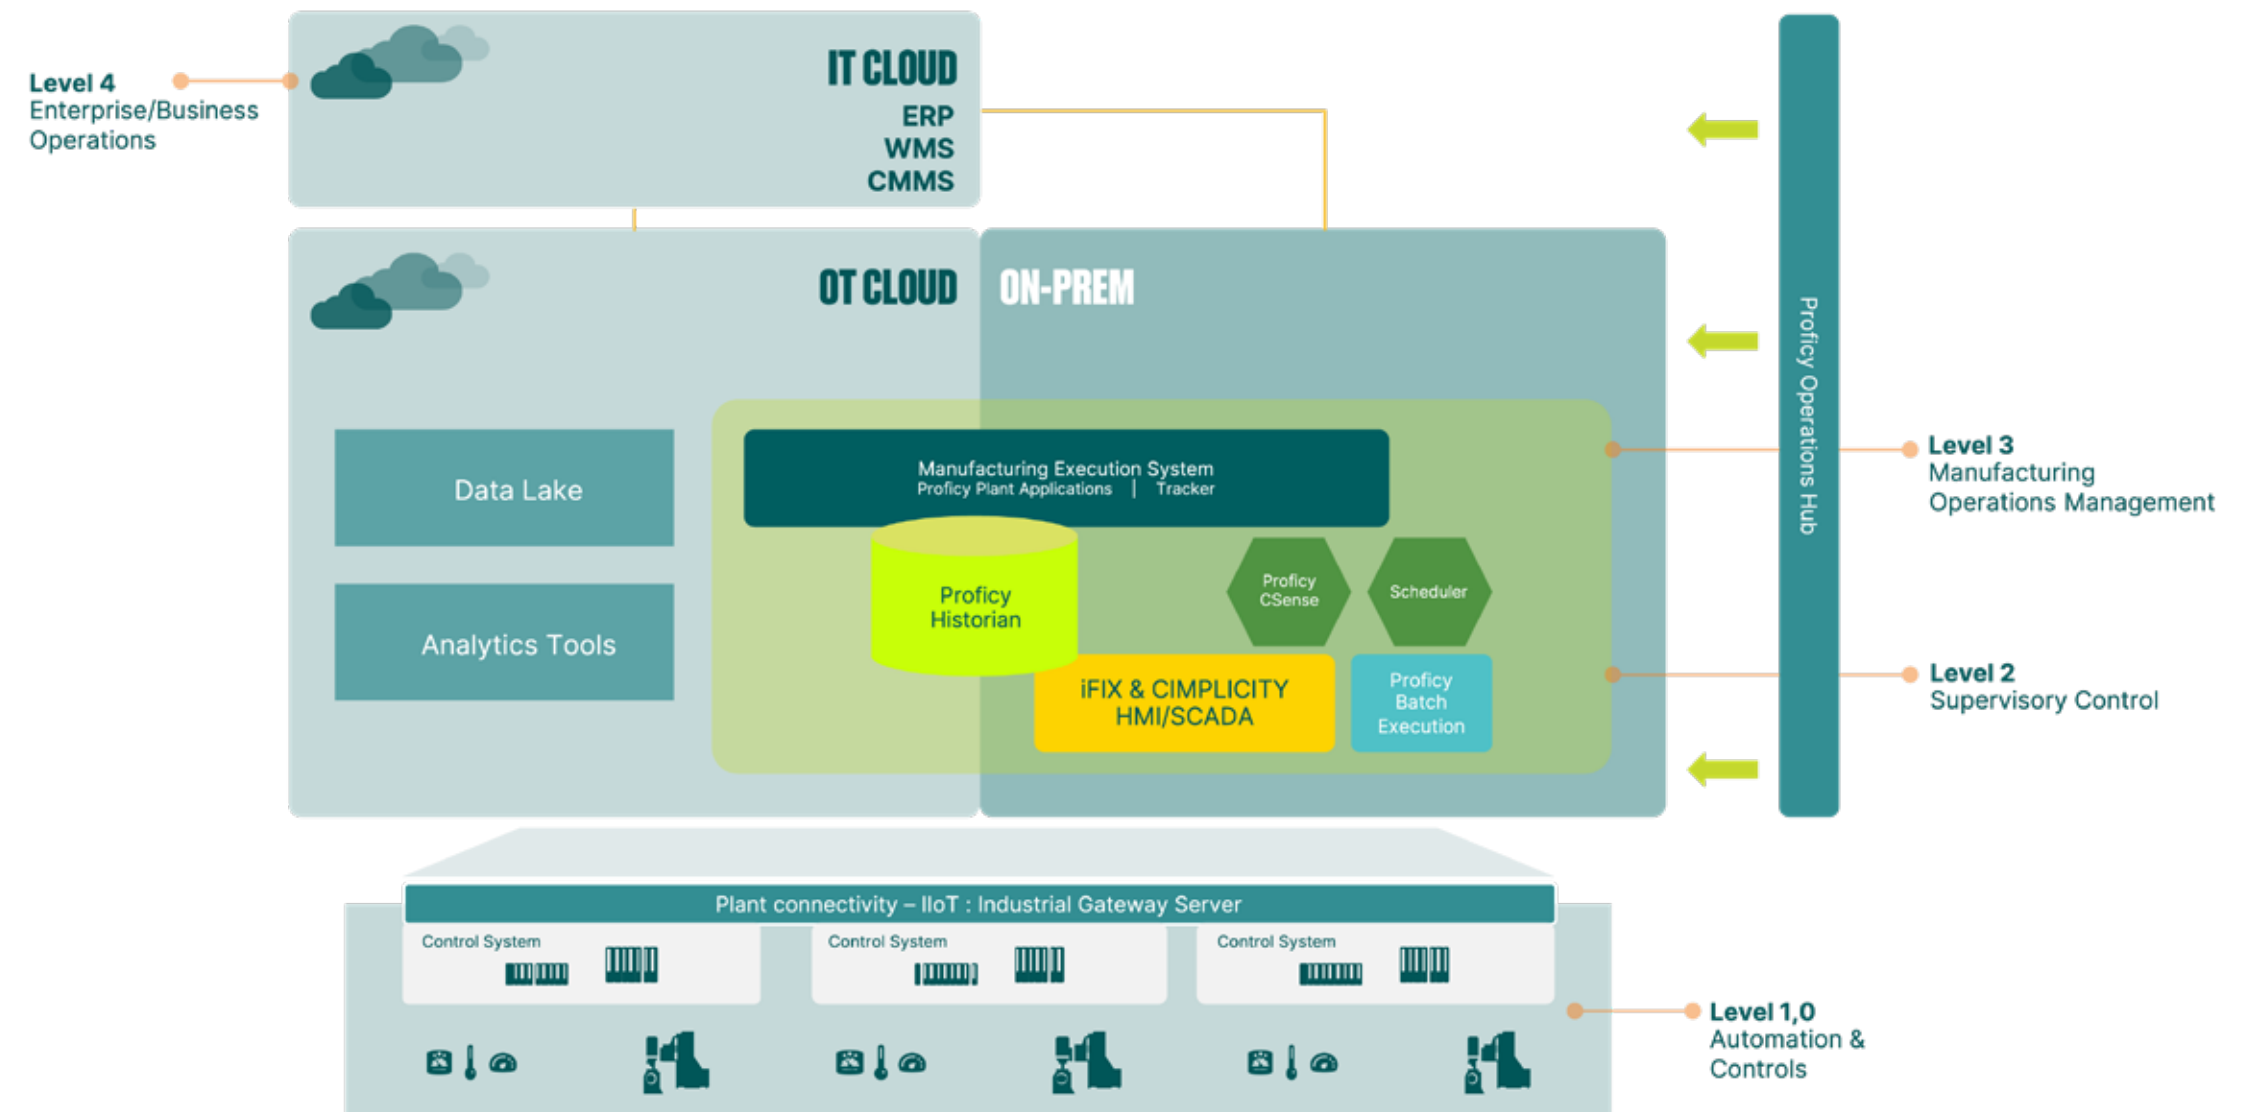 Level 4
Enterprise/Business
Operations
IT CLOUD
ERP
WMS
CMMS
OT CLOUD
ON-PREM
Data Lake
Analytics Tools
Manufacturing Execution System
Proficy Plant Applications | Tracker
Proficy
Historian
Proficy
CSense
Scheduler
iFIX & CIMPLICITY
HMI/SCADA
Proficy
Batch
Execution
Proficy Operations Hub
Level 3
Manufacturing
Operations Management
Level 2
Supervisory Control
Plant connectivity – IIoT : Industrial Gateway Server
Control System
Control System
Control System
Level 1,0
Automation &
Controls